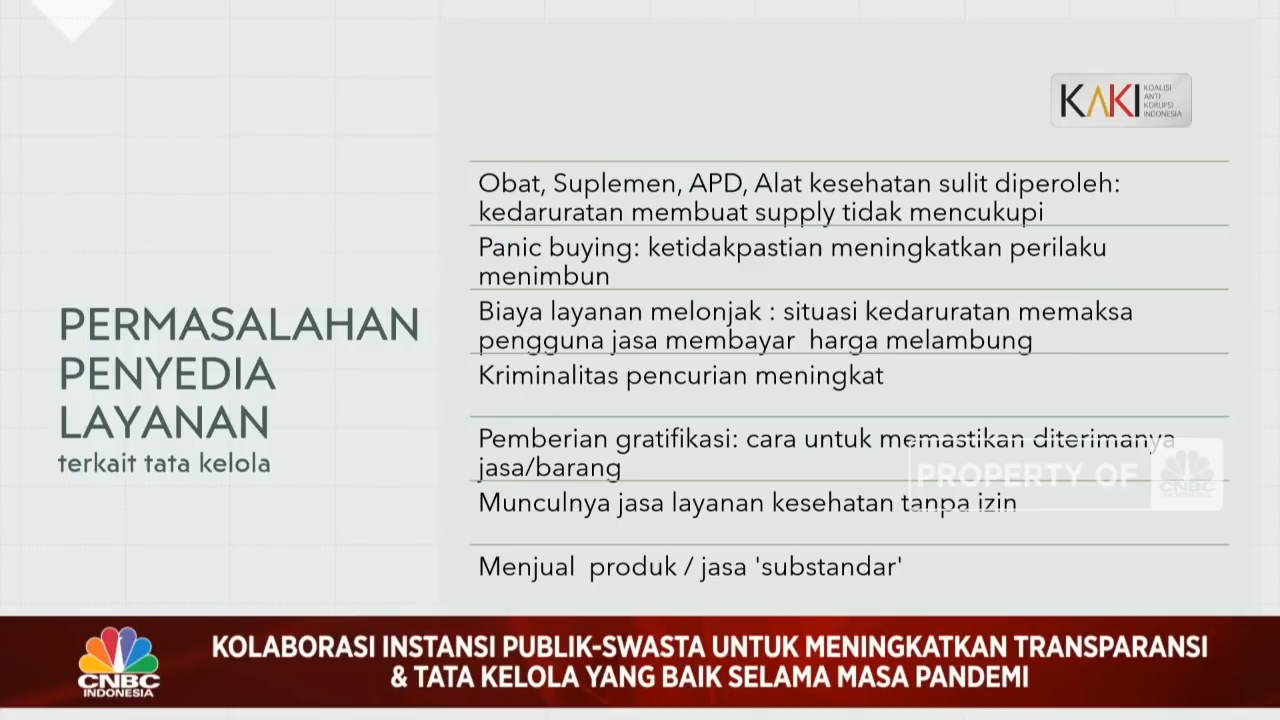 KAKI
KOALISI
ANTI
KORUPSI
INDONESIA
PERMASALAHAN
PENYEDIA
LAYANAN
terkait tata kelola
Obat, Suplemen, APD, Alat kesehatan sulit diperoleh:
kedaruratan membuat supply tidak mencukupi
Panic buying: ketidakpastian meningkatkan perilaku
menimbun
Biaya layanan melonjak : situasi kedaruratan memaksa
pengguna jasa membayar  harga melambung
Kriminalitas pencurian meningkat
Pemberian gratifikasi: cara untuk memastikan diterimanya
jasa/barang
Munculnya jasa layanan kesehatan tanpa izin
Menjual  produk / jasa 'substandar'
PROPERTY OF
CNBC
INDONESIA
CNBC
INDONESIA
KOLABORASI INSTANSI PUBLIK-SWASTA UNTUK MENINGKATKAN TRANSPARANSI
& TATA KELOLA YANG BAIK SELAMA MASA PANDEMI